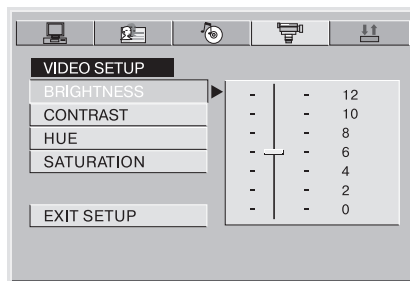 VIDEO SETUP
BRIGHTNESS
CONTRAST
HUE
SATURATION
EXIT SETUP
12
10
8
6
4
2
0